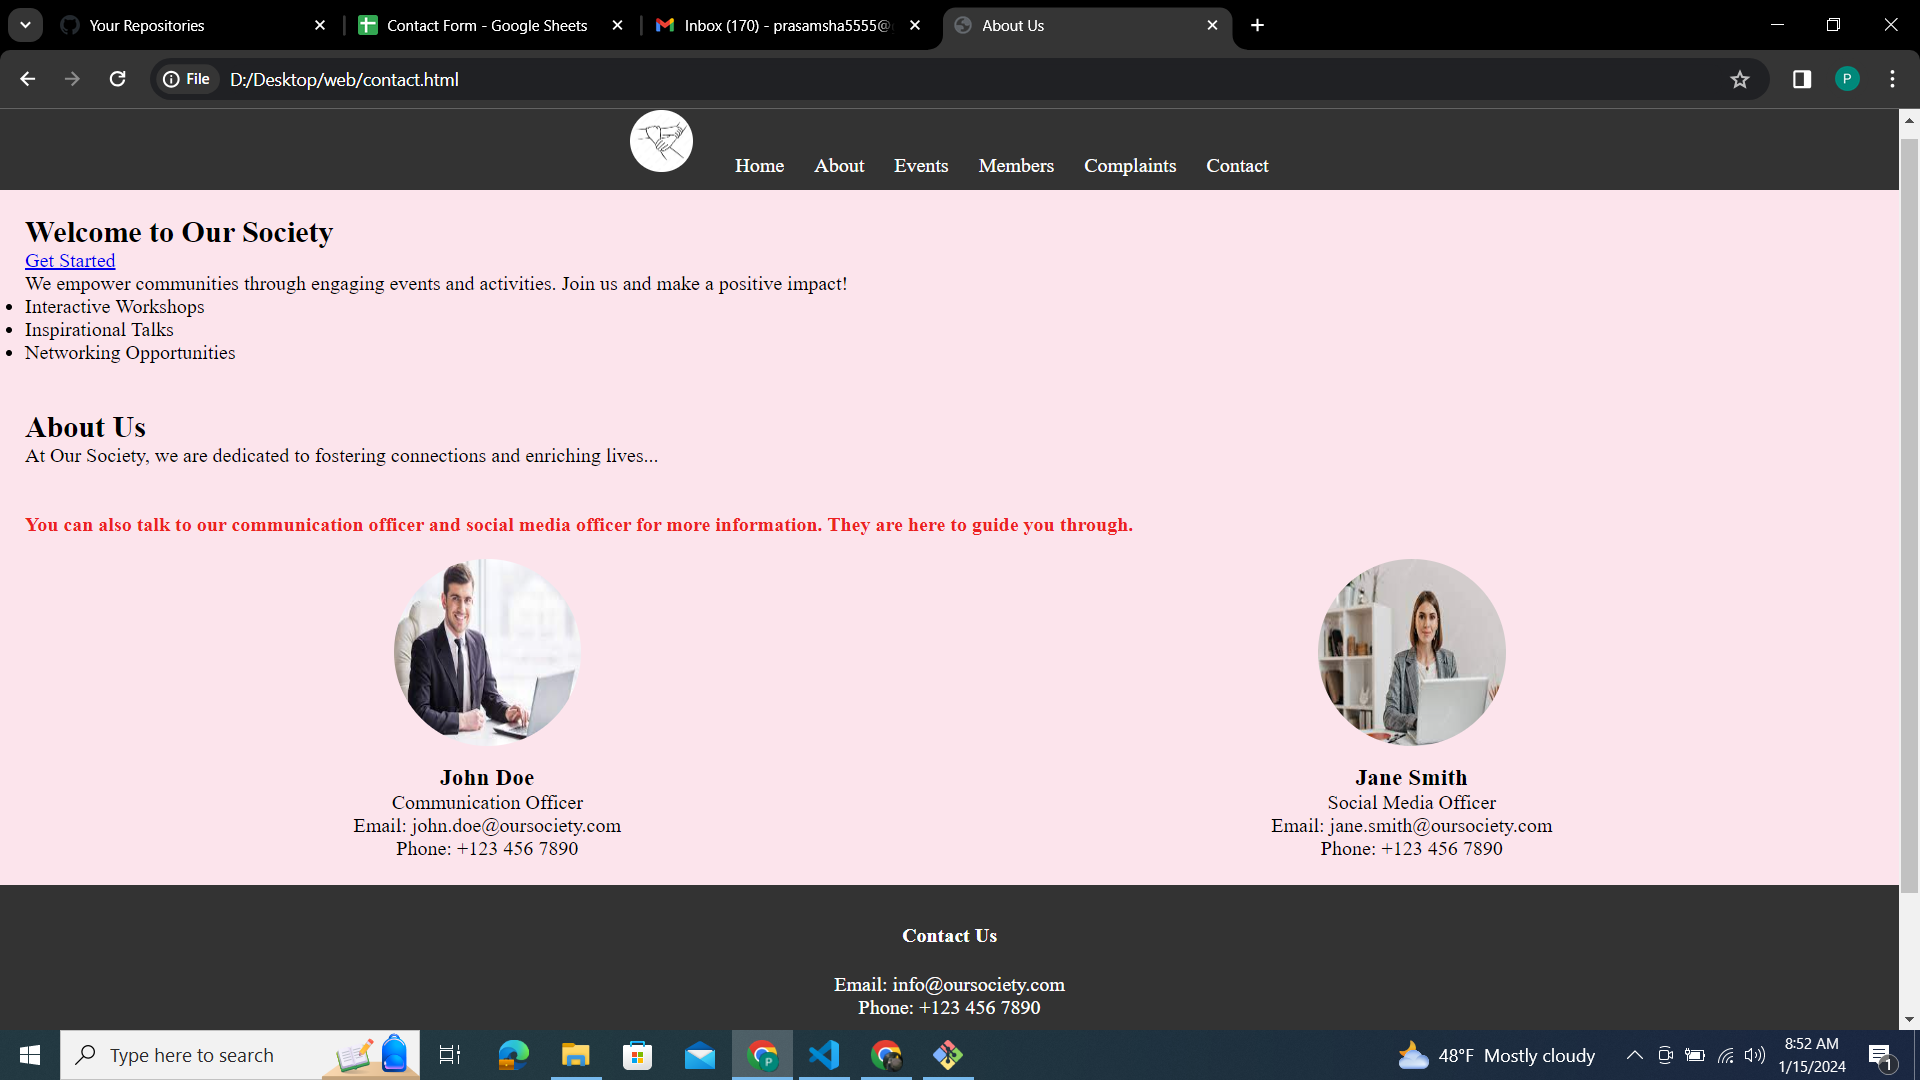 Your Repositories
Contact Form - Google Sheets
Inbox (170) - prasamsha5555@
About Us
File
D:/Desktop/web/contact.html
P
Home About Events Members Complaints Contact
Welcome to Our Society
Get Started
We empower communities through engaging events and activities. Join us and make a positive impact!
Interactive Workshops
Inspirational Talks
Networking Opportunities
About Us
At Our Society, we are dedicated to fostering connections and enriching lives...
You can also talk to our communication officer and social media officer for more information. They are here to guide you through.
John Doe
Communication Officer
Email: john.doe@oursociety.com
Phone: +123 456 7890
Jane Smith
Social Media Officer
Email: jane.smith@oursociety.com
Phone: +123 456 7890
Contact Us
Email: info@oursociety.com
Phone: +123 456 7890
Type here to search
P
48°F Mostly cloudy
8:52 AM
1/15/2024
1